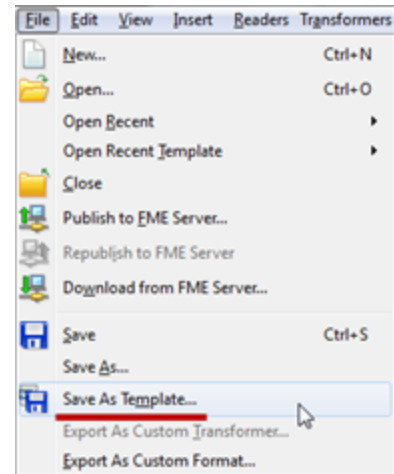 File Edit View Insert Readers Transformers
New... Ctrl+N
Open... Ctrl+O
Open Recent
Open Recent Template
Close
Publish to FME Server...
Republish to FME Server
Download from FME Server...
Save Ctrl+S
Save As...
Save As Template...
Export As Custom Transformer...
Export As Custom Format...